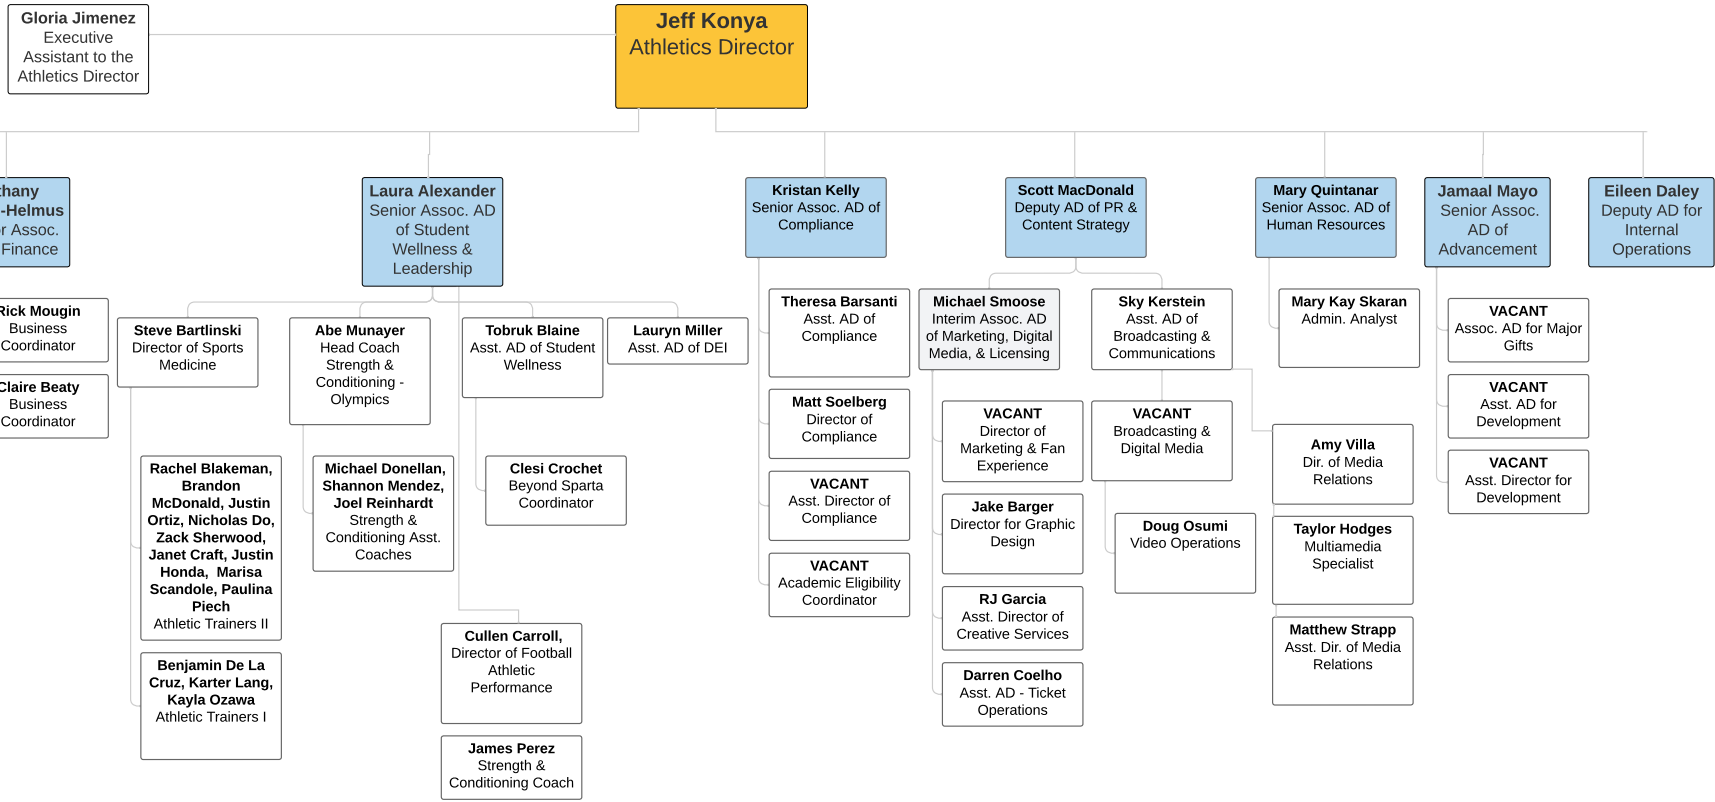 Gloria Jimenez
Executive
Assistant to the
Athletics Director
Jeff Konya
Athletics Director
thany
-Helmus
r Assoc.
Finance
Laura Alexander
Senior Assoc. AD
of Student
Wellness &
Leadership
Kristan Kelly
Senior Assoc. AD of
Compliance
Scott MacDonald
Deputy AD of PR &
Content Strategy
Mary Quintanar
Senior Assoc. AD of
Human Resources
Jamaal Mayo
Senior Assoc.
AD of
Advancement
Eileen Daley
Deputy AD for
Internal
Operations
Rick Mougin
Business
Coordinator
Claire Beaty
Business
Coordinator
Steve Bartlinski
Director of Sports
Medicine
Rachel Blakeman,
Brandon
McDonald, Justin
Ortiz, Nicholas Do,
Zack Sherwood,
Janet Craft, Justin
Honda, Marisa
Scandole, Paulina
Piech
Athletic Trainers II
Benjamin De La
Cruz, Karter Lang,
Kayla Ozawa
Athletic Trainers I
Abe Munayer
Head Coach
Strength &
Conditioning -
Olympics
Michael Donellan,
Shannon Mendez,
Joel Reinhardt
Strength &
Conditioning Asst.
Coaches
Tobruk Blaine
Asst. AD of Student
Wellness
Clesi Crochet
Beyond Sparta
Coordinator
Lauryn Miller
Asst. AD of DEI
Cullen Carroll,
Director of Football
Athletic
Performance
James Perez
Strength &
Conditioning Coach
Theresa Barsanti
Asst. AD of
Compliance
Matt Soelberg
Director of
Compliance
VACANT
Asst. Director of
Compliance
VACANT
Academic Eligibility
Coordinator
Michael Smoose
Interim Assoc. AD
of Marketing, Digital
Media, & Licensing
VACANT
Director of
Marketing & Fan
Experience
Jake Barger
Director for Graphic
Design
RJ Garcia
Asst. Director of
Creative Services
Darren Coelho
Asst. AD - Ticket
Operations
Sky Kerstein
Asst. AD of
Broadcasting &
Communications
VACANT
Broadcasting &
Digital Media
Doug Osumi
Video Operations
Amy Villa
Dir. of Media
Relations
Taylor Hodges
Multiamedia
Specialist
Matthew Strapp
Asst. Dir. of Media
Relations
Mary Kay Skaran
Admin. Analyst
VACANT
Assoc. AD for Major
Gifts
VACANT
Asst. AD for
Development
VACANT
Asst. Director for
Development